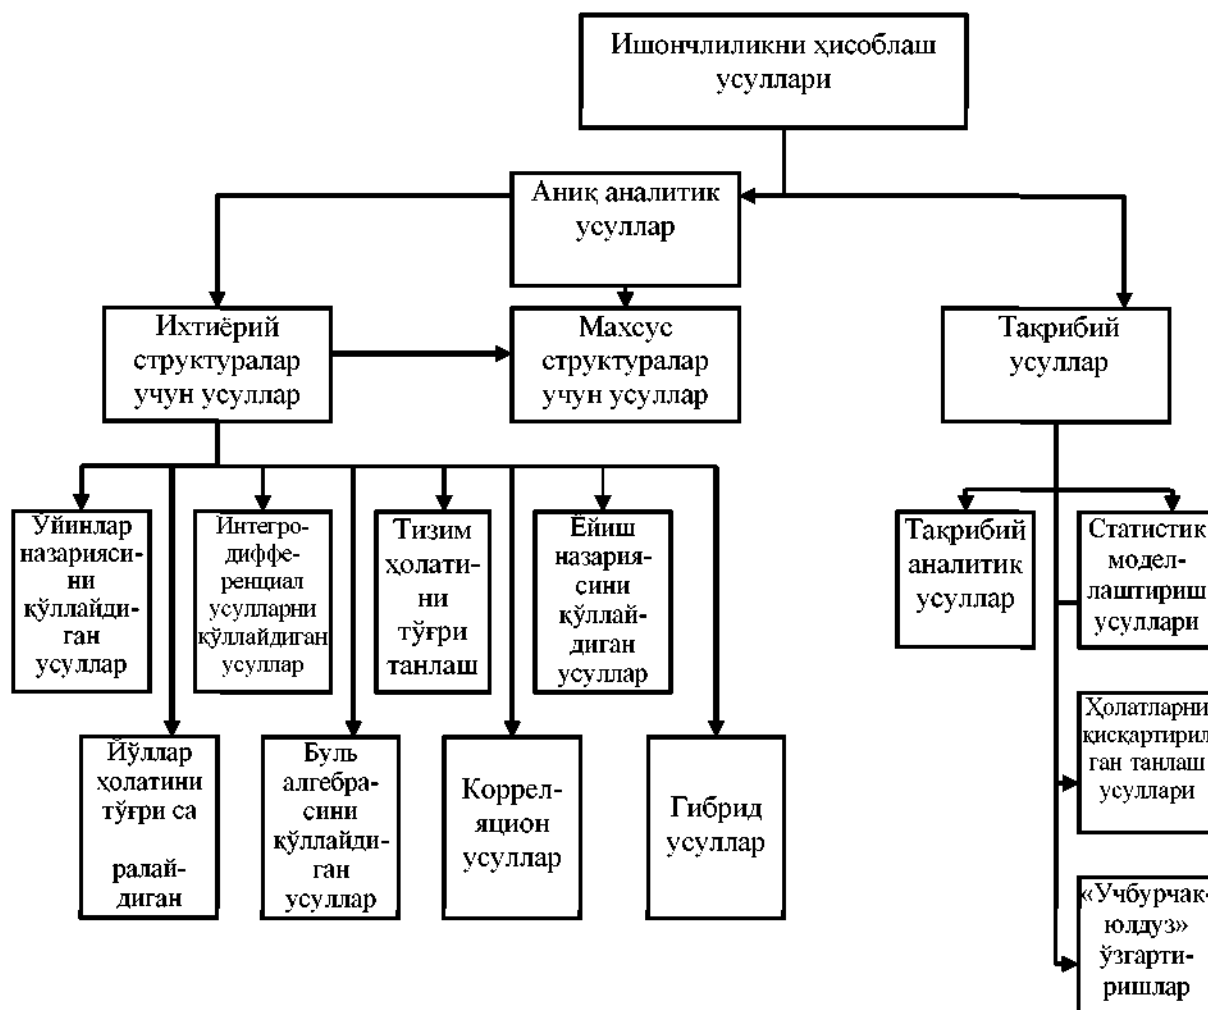 Ишончлиликни ҳисоблаш
усуллари
Аниқ аналитик
усуллар
Ихтиёрий
структуралар
учун усуллар
Махсус
структуралар
учун усуллар
Тақрибий
усуллар
Ўйинлар
назарияси-
ни
қўллайди-
ган
усуллар
Интегро-
диффе-
ренциал
усулларни
қўллайдиган
усуллар
Тизим
ҳолати-
ни
тўғри
танлаш
Ёйиш
назария-
сини
қўллай-
диган
усуллар
Тақрибий
аналитик
усуллар
Статистик
модел-
лаштириш
усуллари
Йўллар
ҳолатини
тўғри са
ралай-
диган
Буль
алгебра-
сини
қўллайди-
ган
усуллар
Коррел-
яцион
усуллар
Гибрид
усуллар
Ҳолатларни
қисқартирил
ган танлаш
усуллари
«Учбурчак-
юлдуз»
ўзгарти-
ришлар